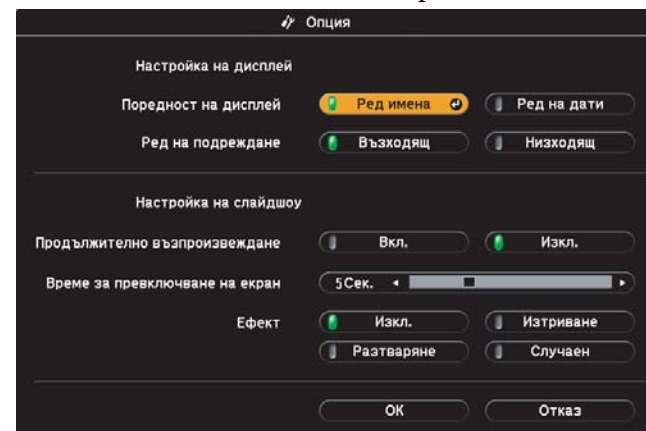 Опция
Настройка на дисплей
Поредност на дисплей Ред имена Ред на дати
Ред на подреждане Възходящ Низходящ
Настройка на слайдшоу
Продължително възпроизвеждане Вкл. Изкл.
Време за превключване на екран 5Сек.
Ефект Изкл. Изтриване
Разтваряне Случаен
ОК Отказ